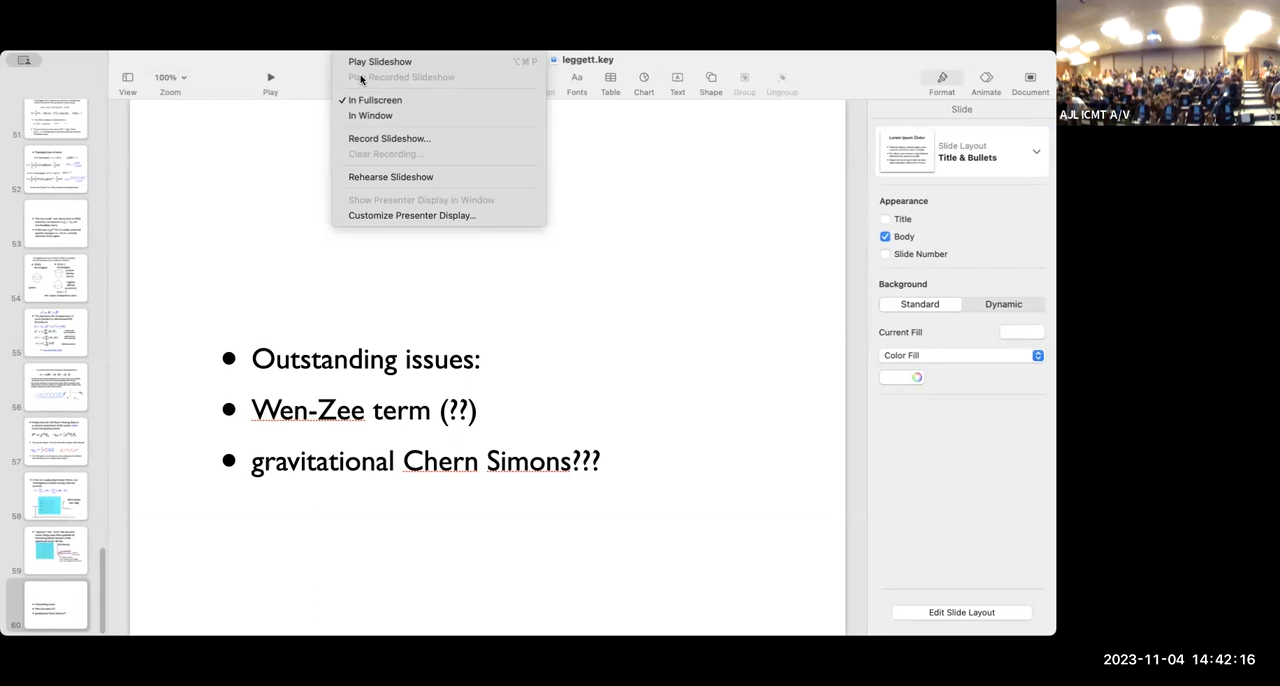 leggett.key
View
100%
Zoom
Play
Fonts
Table
Chart
Text
Shape
Group
Ungroup
Format
Animate
Document
Play Slideshow ⌥⌘P
Recorded Slideshow
✓ In Fullscreen
In Window
Record Slideshow...
Clear Recording...
Rehearse Slideshow
Show Presenter Display in Window
Customize Presenter Display...
51
52
53
54
55
56
57
58
59
60
• Outstanding issues:
• Wen-Zee term (??)
• gravitational Chern Simons???
Slide
Slide Layout
Title & Bullets
Appearance
Title
Body
Slide Number
Background
Standard
Dynamic
Current Fill
Color Fill
Edit Slide Layout
AJL ICMT A/V
2023-11-04 14:42:16